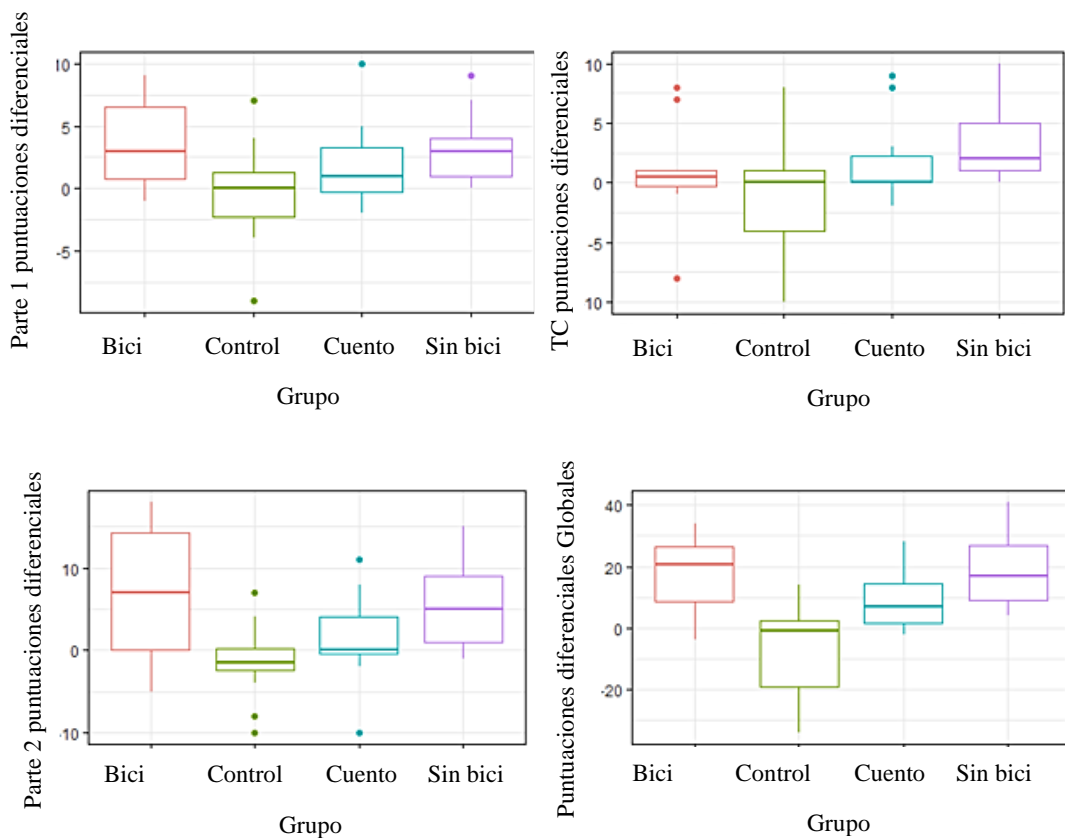 Parte 1 puntuaciones diferenciales
10
5
0
-5
Bici Control Cuento Sin bici
Grupo
TC puntuaciones diferenciales
10
5
0
-5
10
Bici Control Cuento Sin bici
Grupo
Parte 2 puntuaciones diferenciales
10
0
-10
Bici Control Cuento Sin bici
Grupo
Puntuaciones diferenciales Globales
40
20
0
-20
Bici Control Cuento Sin bici
Grupo